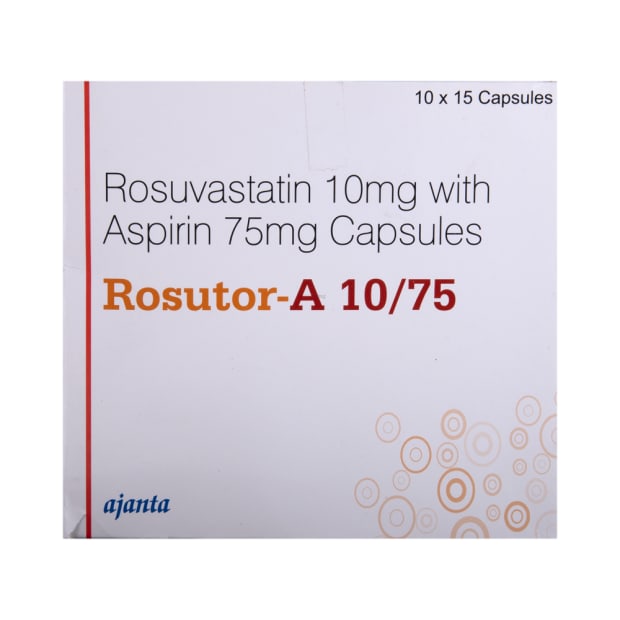 10 x 15 Capsules
Rosuvastatin 10mg with
Aspirin 75mg Capsules
Rosutor-A 10/75
ajanta